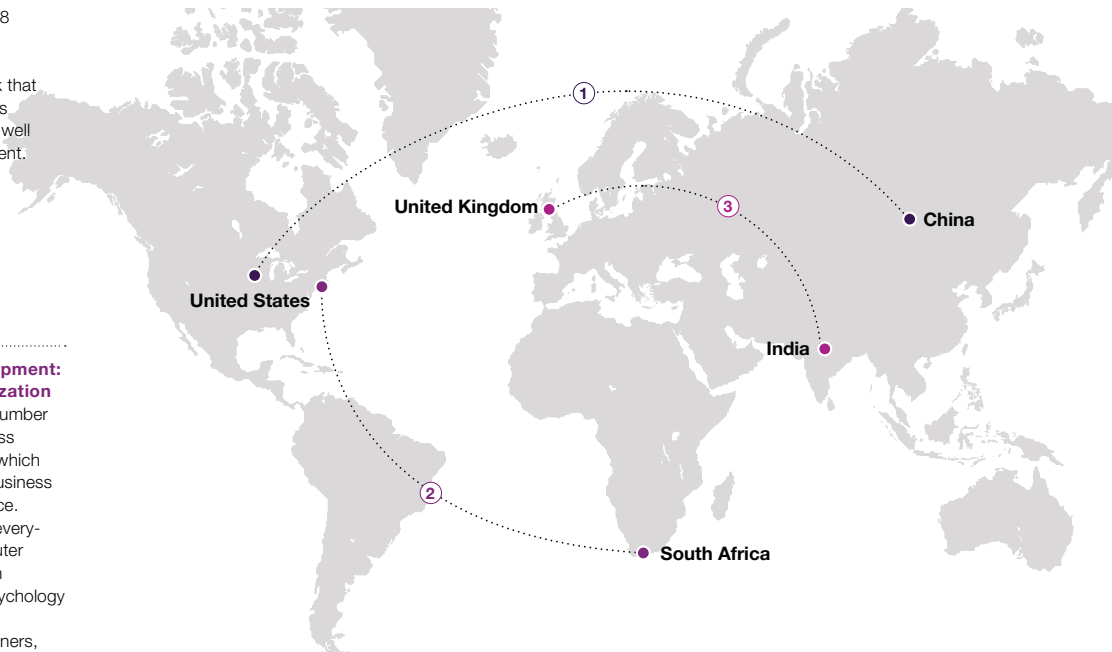 8
that
s
well
ent.
pment:
zation
umber
ss
which
usiness
ce.
every-
uter
n
ychology
ners,
1
United Kingdom
3
China
United States
India
2
South Africa